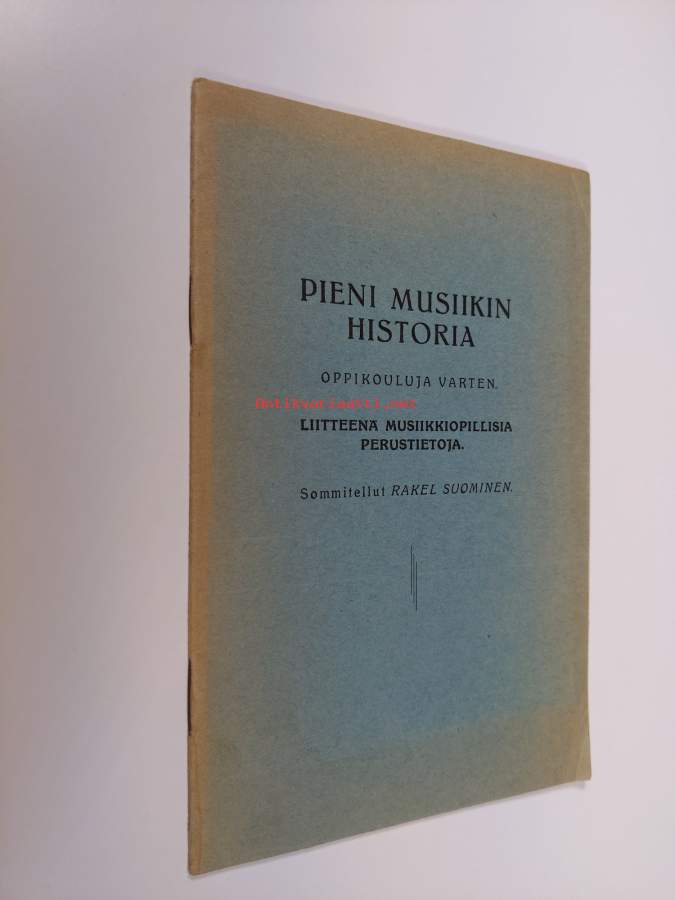 PIENI MUSIIKIN
HISTORIA
OPPIKOULUJA VARTEN.
LIITTEENÄ MUSIIKKIOPILLISIA
PERUSTIETOJA.
Sommitellut RAKEL SUOMINEN.